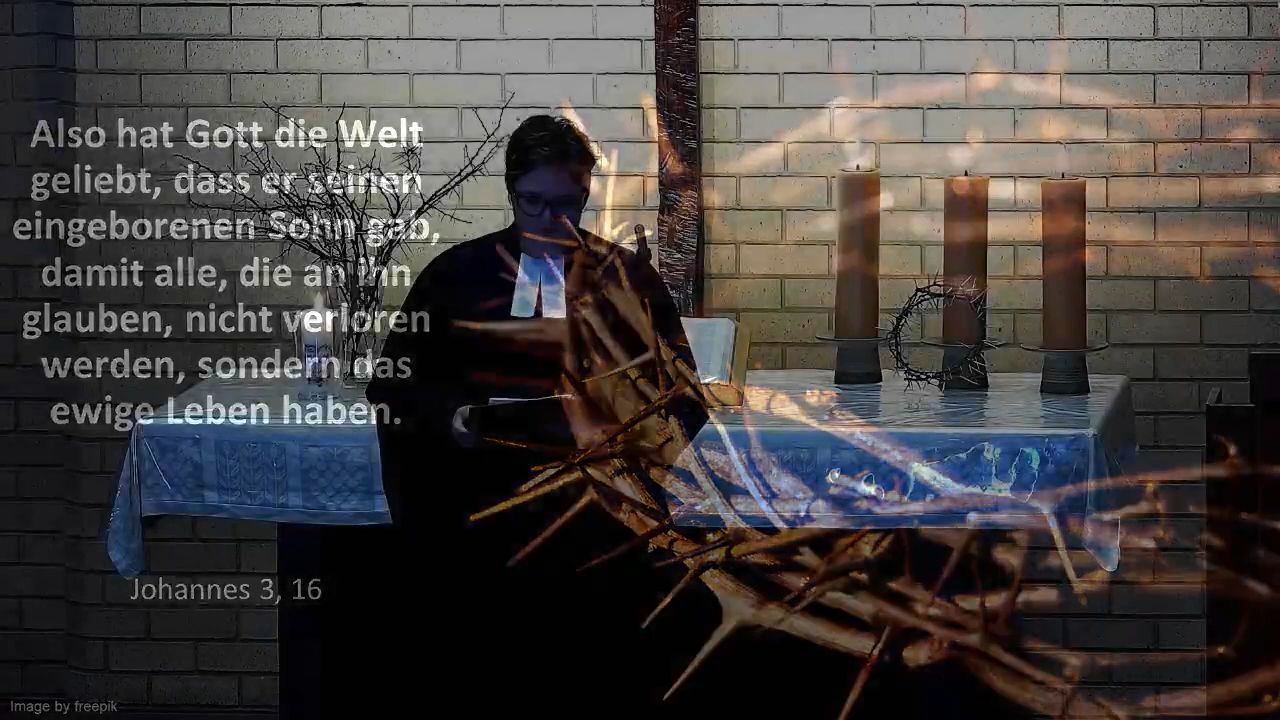 Also hat Gott die Welt
geliebt, dass er seinen
eingeborenen Sohn gab,
damit alle, die an ihn
glauben, nicht verloren
werden, sondern das
ewige Leben haben.
Johannes 3, 16
Image by freepik